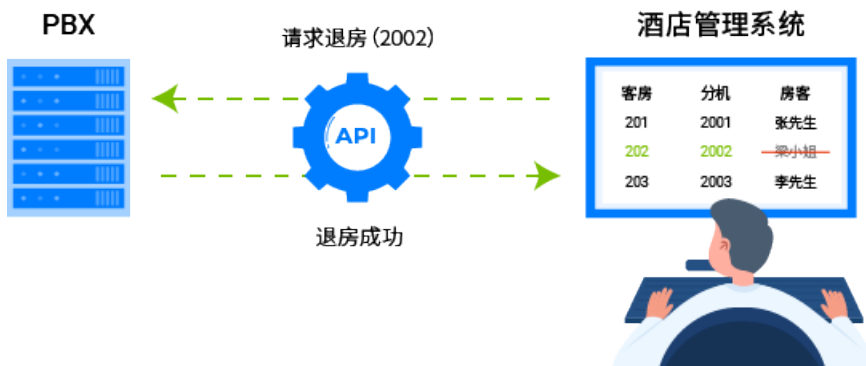 PBX
请求退房(2002)
酒店管理系统
API
退房成功
客房 分机 房客
201 2001 张先生
202 2002 梁小姐
203 2003 李先生